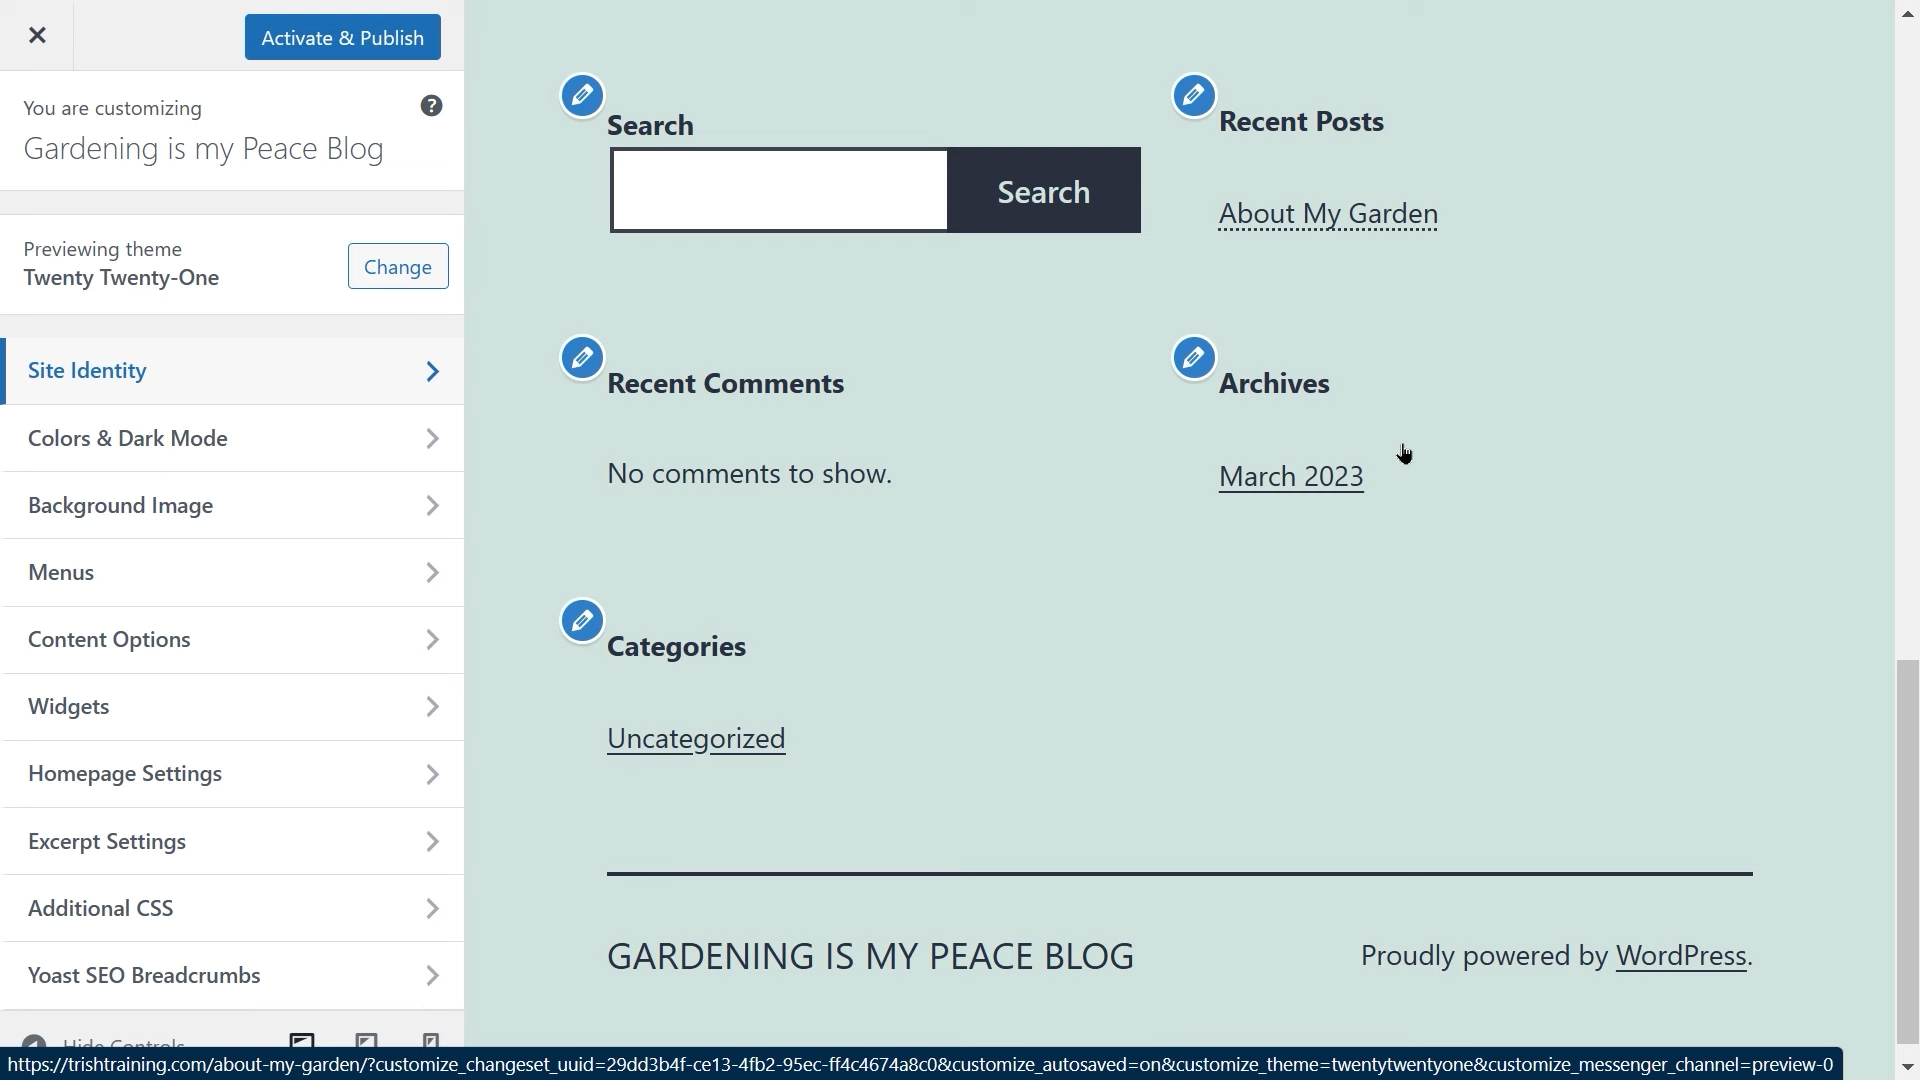 Activate & Publish
You are customizing
Gardening is my Peace Blog
Previewing theme
Twenty Twenty-One
Change
Site Identity
Colors & Dark Mode
Background Image
Menus
Content Options
Widgets
Homepage Settings
Excerpt Settings
Additional CSS
Yoast SEO Breadcrumbs
Hide Controls
Search
Search
Recent Posts
About My Garden
Recent Comments
No comments to show.
Archives
March 2023
Categories
Uncategorized
GARDENING IS MY PEACE BLOG
Proudly powered by WordPress.
https://trishtraining.com/about-my-garden/?customize_changeset_uuid=29dd3b4f-ce13-4fb2-95ec-ff4c4674a8c0&customize_autosaved=on&customize_theme=twentytwentyone&customize_messenger_channel=preview-0